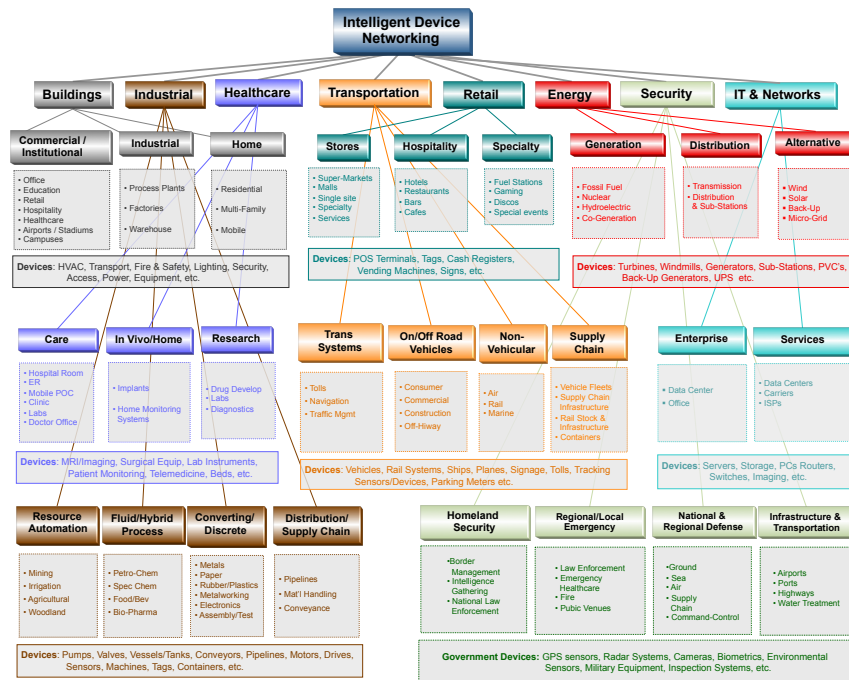 Intelligent Device
Networking
Buildings
Industrial
Healthcare
Transportation
Retail
Energy
Security
IT & Networks
Commercial /
Institutional
• Office
• Education
• Retail
• Hospitality
• Healthcare
• Airports / Stadiums
• Campuses
Industrial
• Process Plants
• Factories
• Warehouse
Home
• Residential
• Multi-Family
• Mobile
Devices: HVAC, Transport, Fire & Safety, Lighting, Security,
Access, Power, Equipment, etc.
Stores
• Super-Markets
• Malls
• Single site
• Specialty
• Services
Hospitality
• Hotels
• Restaurants
• Bars
• Cafes
Specialty
• Fuel Stations
• Gaming
• Discos
• Special events
Devices: POS Terminals, Tags, Cash Registers,
Vending Machines, Signs, etc.
Generation
• Fossil Fuel
• Nuclear
• Hydroelectric
• Co-Generation
Distribution
• Transmission
• Distribution
& Sub-Stations
Alternative
• Wind
• Solar
• Back-Up
• Micro-Grid
Devices: Turbines, Windmills, Generators, Sub-Stations, PVC's,
Back-Up Generators, UPS etc.
Care
• Hospital Room
• ER
• Mobile POC
• Clinic
• Labs
• Doctor Office
In Vivo/Home
• Implants
• Home Monitoring
Systems
Research
• Drug Develop
• Labs
• Diagnostics
Devices: MRI/Imaging, Surgical Equip, Lab Instruments,
Patient Monitoring, Telemedicine, Beds, etc.
Trans
Systems
• Tolls
• Navigation
• Traffic Mgmt
On/Off Road
Vehicles
• Consumer
• Commercial
• Construction
• Off-Hiway
Non-
Vehicular
• Air
• Rail
• Marine
Supply
Chain
• Vehicle Fleets
• Supply Chain
Infrastructure
• Rail Stock &
Infrastructure
• Containers
Devices: Vehicles, Rail Systems, Ships, Planes, Signage, Tolls, Tracking
Sensors/Devices, Parking Meters etc.
Enterprise
• Data Center
• Office
Services
• Data Centers
• Carriers
• ISPs
Devices: Servers, Storage, PCs Routers,
Switches, Imaging, etc.
Resource
Automation
• Mining
• Irrigation
• Agricultural
• Woodland
Fluid/Hybrid
Process
• Petro-Chem
• Spec Chem
• Food/Bev
• Bio-Pharma
Converting/
Discrete
• Metals
• Paper
• Rubber/Plastics
• Metalworking
• Electronics
• Assembly/Test
Distribution/
Supply Chain
• Pipelines
• Mat'l Handling
• Conveyance
Devices: Pumps, Valves, Vessels/Tanks, Conveyors, Pipelines, Motors, Drives,
Sensors, Machines, Tags, Containers, etc.
Homeland
Security
•Border
Management
• Intelligence
Gathering
• National Law
Enforcement
Regional/Local
Emergency
• Law Enforcement
• Emergency
Healthcare
• Fire
• Pubic Venues
National &
Regional Defense
•Ground
• Sea
• Air
• Supply
Chain
• Command-Control
Infrastructure &
Transportation
• Airports
• Ports
• Highways
• Water Treatment
Government Devices: GPS sensors, Radar Systems, Cameras, Biometrics, Environmental
Sensors, Military Equipment, Inspection Systems, etc.